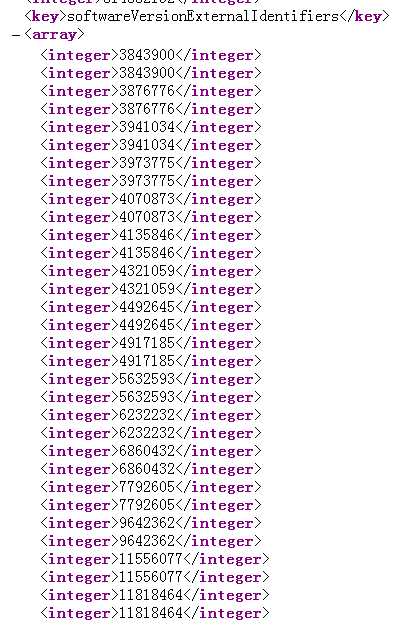 <key>softwareVersionExternalIdentifiers</key>
−<array>
<integer>3843900</integer>
<integer>3843900</integer>
<integer>3876776</integer>
<integer>3876776</integer>
<integer>3941034</integer>
<integer>3941034</integer>
<integer>3973775</integer>
<integer>3973775</integer>
<integer>4070873</integer>
<integer>4070873</integer>
<integer>4135846</integer>
<integer>4135846</integer>
<integer>4321059</integer>
<integer>4321059</integer>
<integer>4492645</integer>
<integer>4492645</integer>
<integer>4917185</integer>
<integer>4917185</integer>
<integer>5632593</integer>
<integer>5632593</integer>
<integer>6232232</integer>
<integer>6232232</integer>
<integer>6860432</integer>
<integer>6860432</integer>
<integer>7792605</integer>
<integer>7792605</integer>
<integer>9642362</integer>
<integer>9642362</integer>
<integer>11556077</integer>
<integer>11556077</integer>
<integer>11818464</integer>
<integer>11818464</integer>